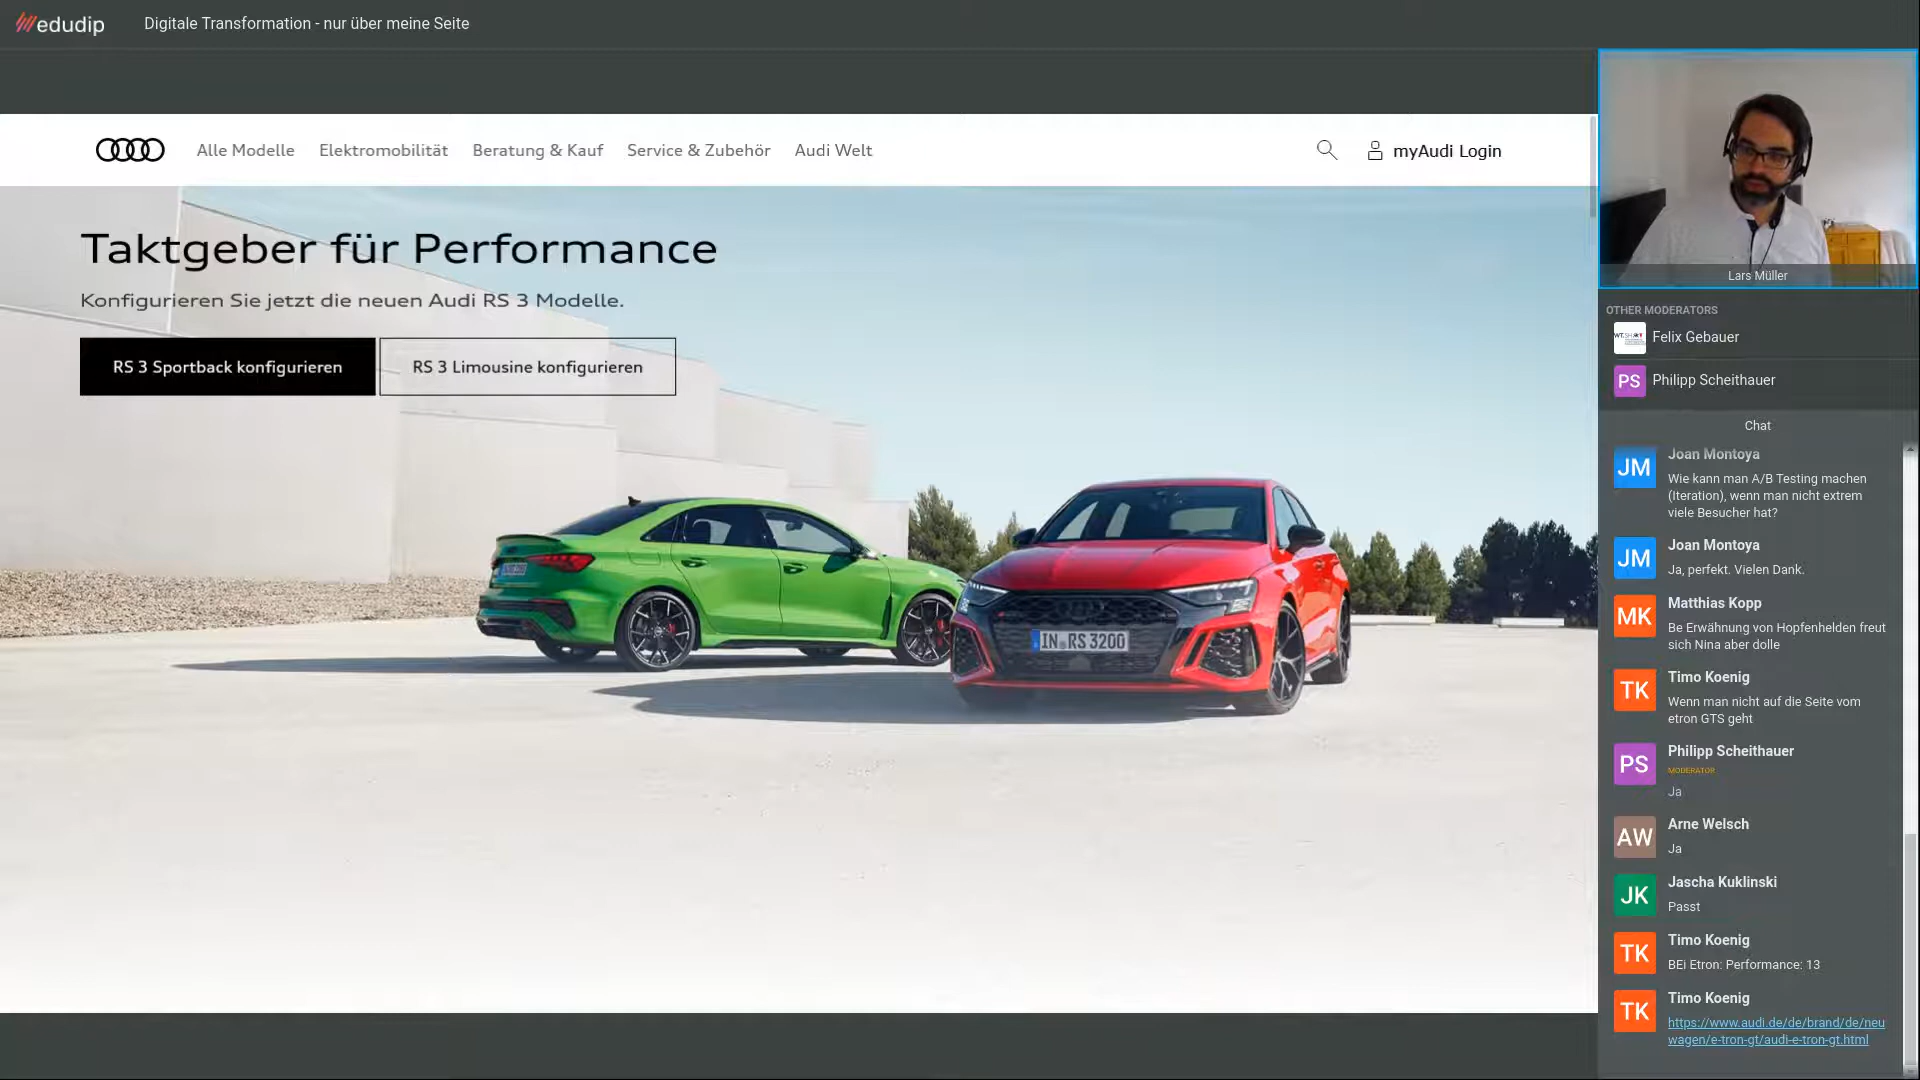 edudip
Digitale Transformation - nur über meine Seite
Alle Modelle
Elektromobilität
Beratung & Kauf
Service & Zubehör
Audi Welt
myAudi Login
Taktgeber für Performance
Konfigurieren Sie jetzt die neuen Audi RS 3 Modelle.
RS 3 Sportback konfigurieren
RS 3 Limousine konfigurieren
IN RS 3200
Lars Müller
OTHER MODERATORS
Felix Gebauer
PS
Philipp Scheithauer
Chat
JM
Joan Montoya
Wie kann man A/B Testing machen
(Iteration), wenn man nicht extrem
viele Besucher hat?
JM
Joan Montoya
Ja, perfekt. Vielen Dank.
MK
Matthias Kopp
Be Erwähnung von Hopfenhelden freut
sich Nina aber dolle
TK
Timo Koenig
Wenn man nicht auf die Seite vom
etron GTS geht
PS
Philipp Scheithauer
MODERATOR
Ja
AW
Arne Welsch
Ja
JK
Jascha Kuklinski
Passt
TK
Timo Koenig
BEi Etron: Performance: 13
TK
Timo Koenig
https://www.audi.de/de/brand/de/neu
wagen/e-tron-gt/audi-e-tron-gt.html